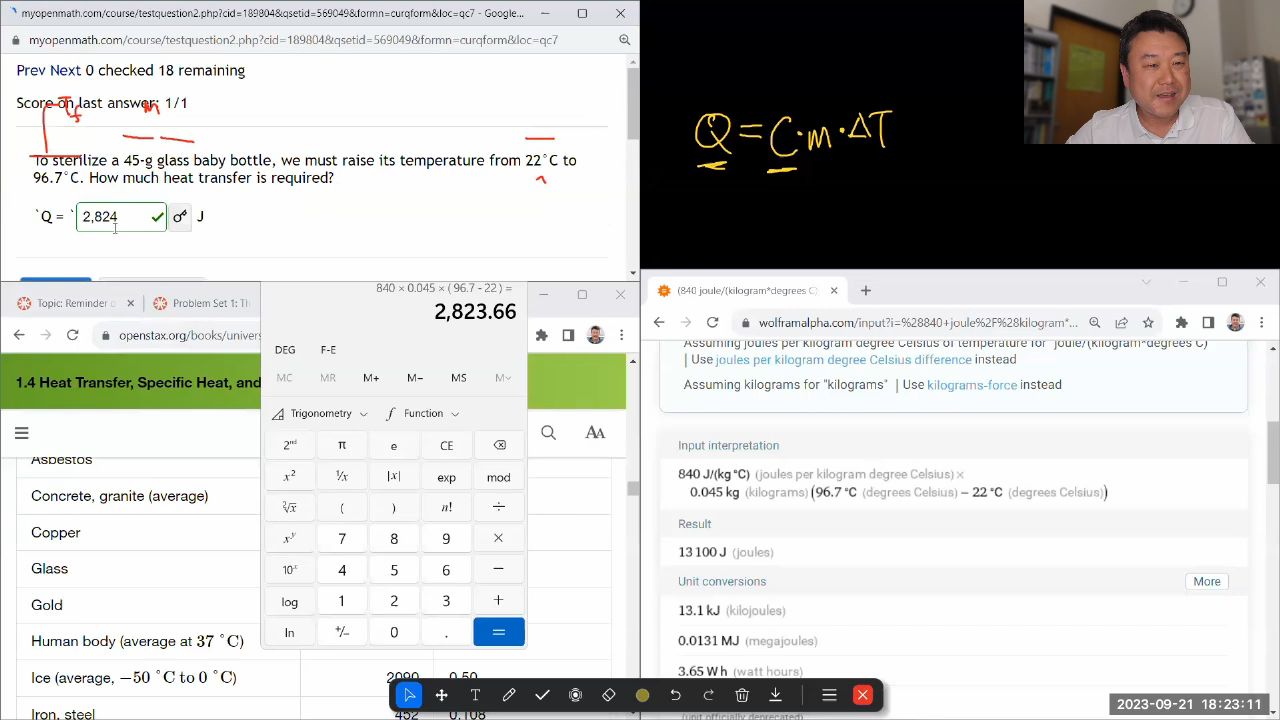 myopenmath.com/course/testquestion2.php?cid=189804&qsetid=569049&formn=curqform&loc=qc7
myopenmath.com/course/testquestion2.php?cid=189804&qsetid=569049&formn=curqform&loc=qc7
Prev Next 0 checked 18 remaining
Score on last answer: 1/1
Tf
m
To sterilize a 45-g glass baby bottle, we must raise its temperature from 22°C to
96.7°C. How much heat transfer is required?
`Q = ` 2,824 J
Q = C·m·ΔT
Topic: Reminder o
Problem Set 1: Th
openstax.org/books/univers
1.4 Heat Transfer, Specific Heat, and
AA
Asbestos
Concrete, granite (average)
Copper
Glass
Gold
Human body (average at 37 °C)
Ice (ave, −50 °C to 0 °C)
2090 0.50
Iron, steel
452 0.108
840 × 0.045 × ( 96.7 - 22 ) =
2,823.66
DEG F-E
MC MR M+ M− MS M˅
Trigonometry f Function
2ⁿᵈ π e CE
x² ¹/x |x| exp mod
²√x ( ) n! ÷
xʸ 7 8 9 ×
10ˣ 4 5 6 −
log 1 2 3 +
ln +/− 0 . =
(840 joule/(kilogram*degrees C)
wolframalpha.com/input?i=%28840+joule%2F%28kilogram*...
Assuming joules per kilogram degree Celsius of temperature for "joule/(kilogram*degrees C)
| Use joules per kilogram degree Celsius difference instead
Assuming kilograms for "kilograms" | Use kilograms-force instead
Input interpretation
840 J/(kg °C) (joules per kilogram degree Celsius) ×
0.045 kg (kilograms) (96.7 °C (degrees Celsius) − 22 °C (degrees Celsius))
Result
13 100 J (joules)
Unit conversions
More
13.1 kJ (kilojoules)
0.0131 MJ (megajoules)
3.65 W h (watt hours)
(unit officially deprecated)
T
2023-09-21 18:23:11